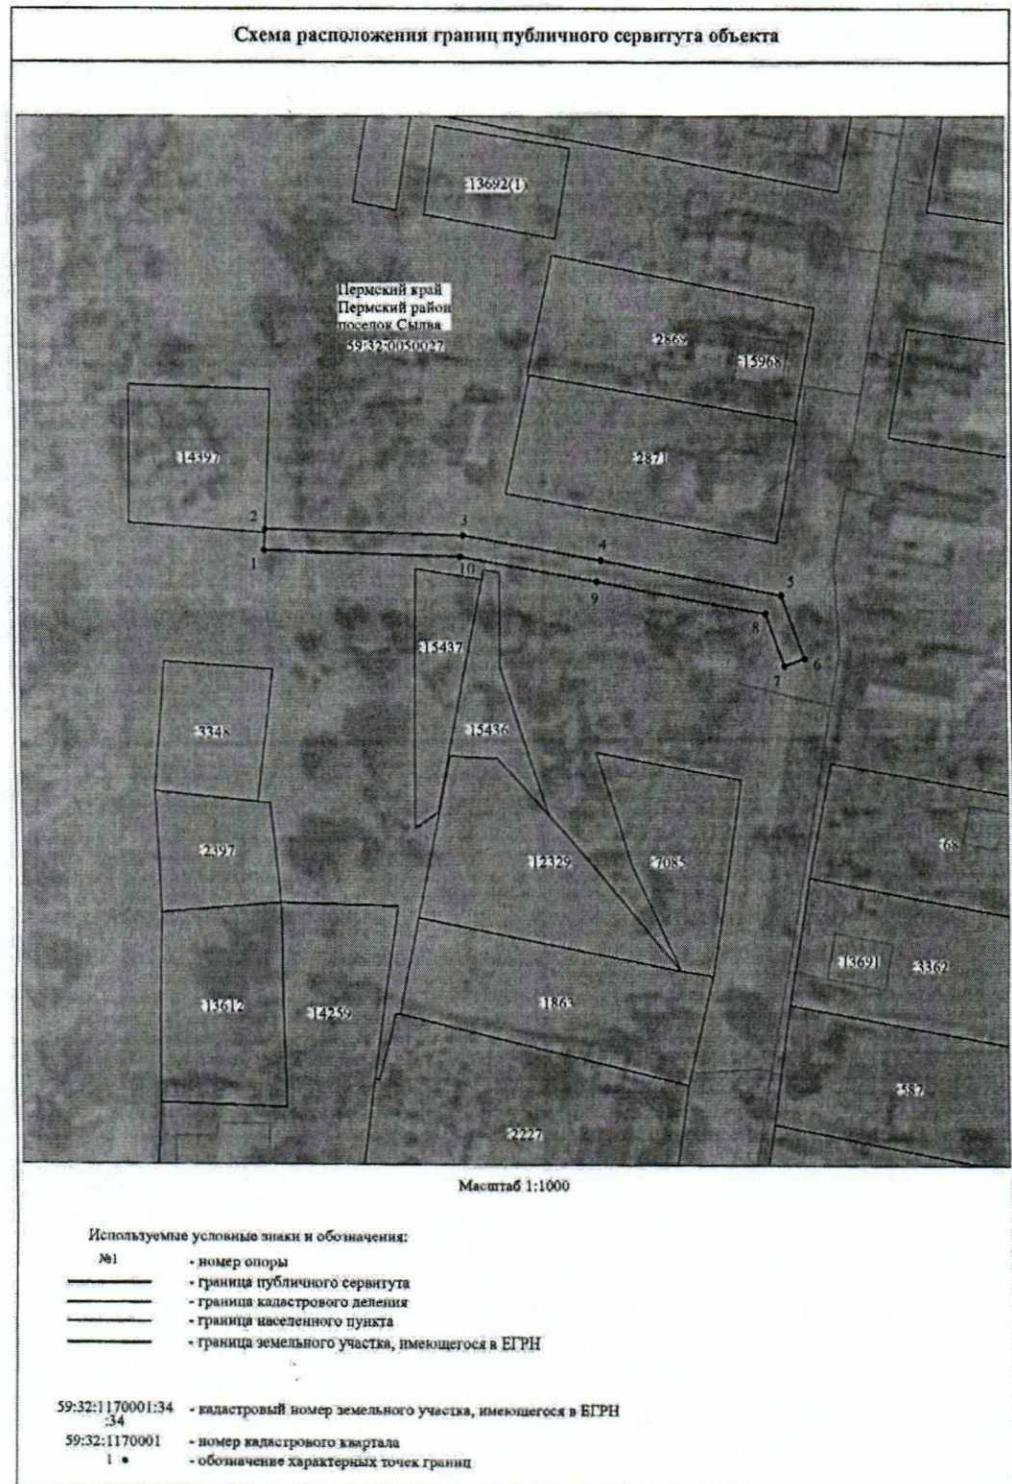 Схема расположения границ публичного сервитута объекта
:13692(1)
Пермский край
Пермский район
поселок Сылва
59:32:0050027
:2869
:15968
:14397
:2871
2
3
1
10
4
9
5
8
6
7
:15437
:3348
:15436
:2397
:12329
:7085
:68
:13691
:3362
:13612
:14259
:1863
:587
:2227
Масштаб 1:1000
Используемые условные знаки и обозначения:
№1 - номер опоры
- граница публичного сервитута
- граница кадастрового деления
- граница населенного пункта
- граница земельного участка, имеющегося в ЕГРН
59:32:1170001:34
:34 - кадастровый номер земельного участка, имеющегося в ЕГРН
59:32:1170001 - номер кадастрового квартала
1 • - обозначение характерных точек границ